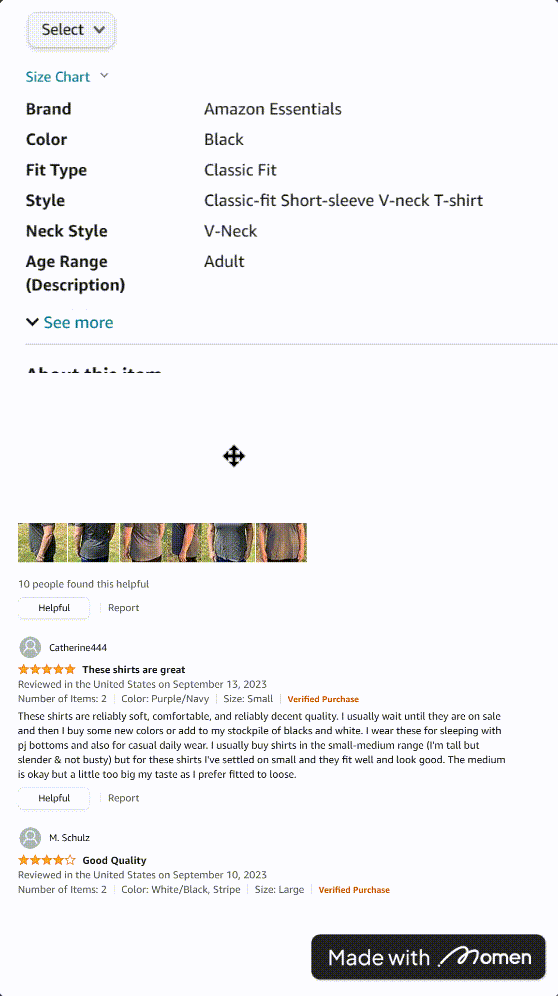 Select
Size Chart
Brand Amazon Essentials
Color Black
Fit Type Classic Fit
Style Classic-fit Short-sleeve V-neck T-shirt
Neck Style V-Neck
Age Range Adult
(Description)
See more
About this item
10 people found this helpful
Helpful Report
Catherine444
These shirts are great
Reviewed in the United States on September 13, 2023
Number of Items: 2 Color: Purple/Navy Size: Small Verified Purchase
These shirts are reliably soft, comfortable, and reliably decent quality. I usually wait until they are on sale
and then I buy some new colors or add to my stockpile of blacks and white. I wear these for sleeping with
pj bottoms and also for casual daily wear. I usually buy shirts in the small-medium range (I'm tall but
slender & not busty) but for these shirts I've settled on small and they fit well and look good. The medium
is okay but a little too big my taste as I prefer fitted to loose.
Helpful Report
M. Schulz
Good Quality
Reviewed in the United States on September 10, 2023
Number of Items: 2 Color: White/Black, Stripe Size: Large Verified Purchase
Made with Momen